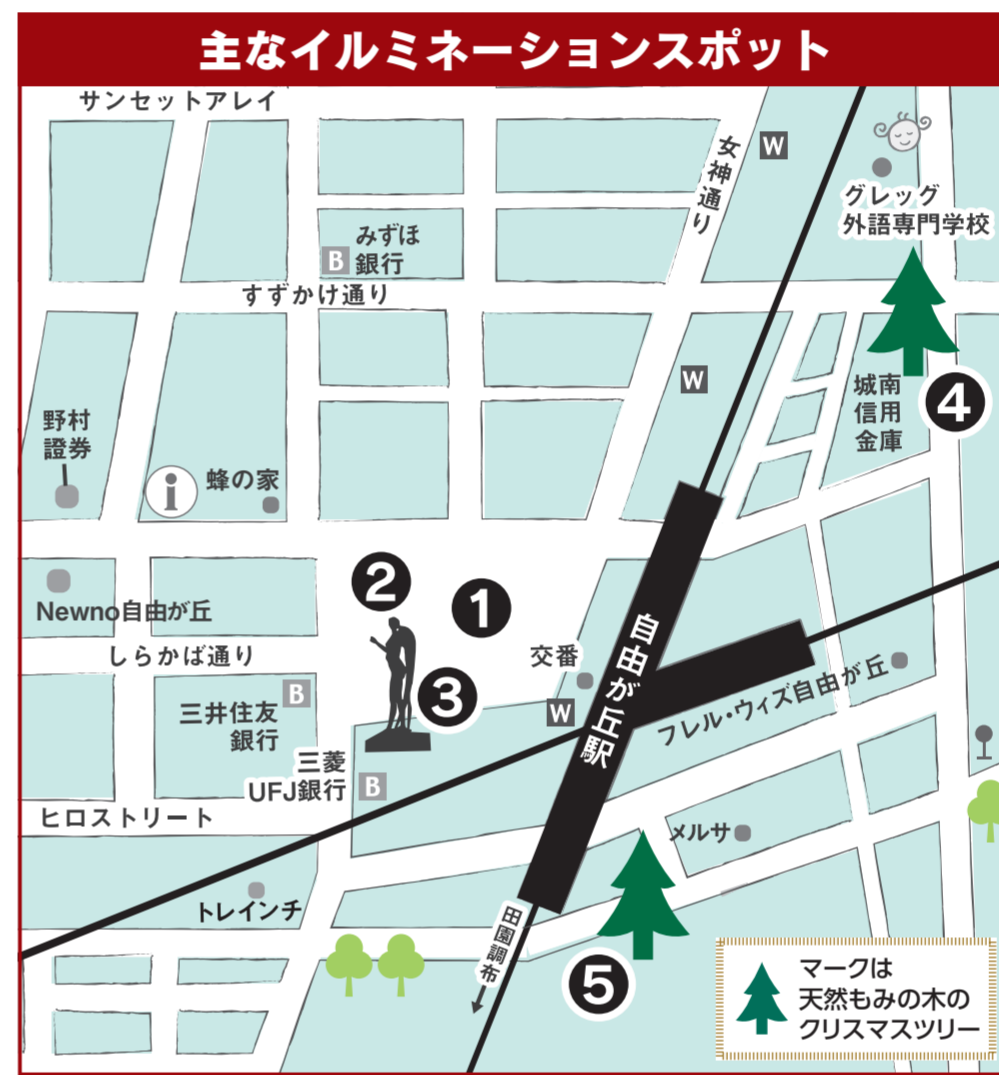 主なイルミネーションスポット
サンセットアレイ
女神通り
W
グレッグ
外語専門学校
みずほ
銀行
B
すずかけ通り
W
城南
信用
金庫
4
野村
證券
i
蜂の家
2
1
Newno自由が丘
自由が丘駅
しらかば通り
交番
3
W
フレル・ウィズ自由が丘
B
三井住友
銀行
三菱
UFJ銀行
B
ヒロストリート
メルサ
トレインチ
田園調布
5
マークは
天然もみの木の
クリスマスツリー